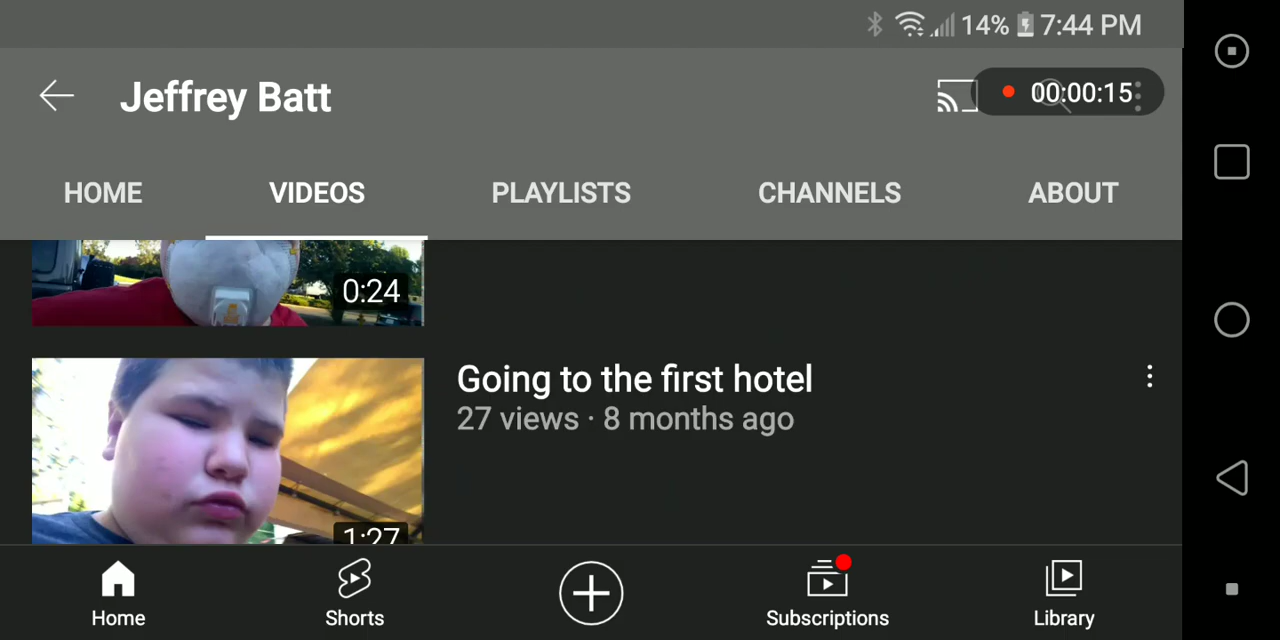 14% 7:44 PM
Jeffrey Batt
00:00:15
HOME VIDEOS PLAYLISTS CHANNELS ABOUT
0:24
Going to the first hotel
27 views · 8 months ago
1:27
Home Shorts Subscriptions Library